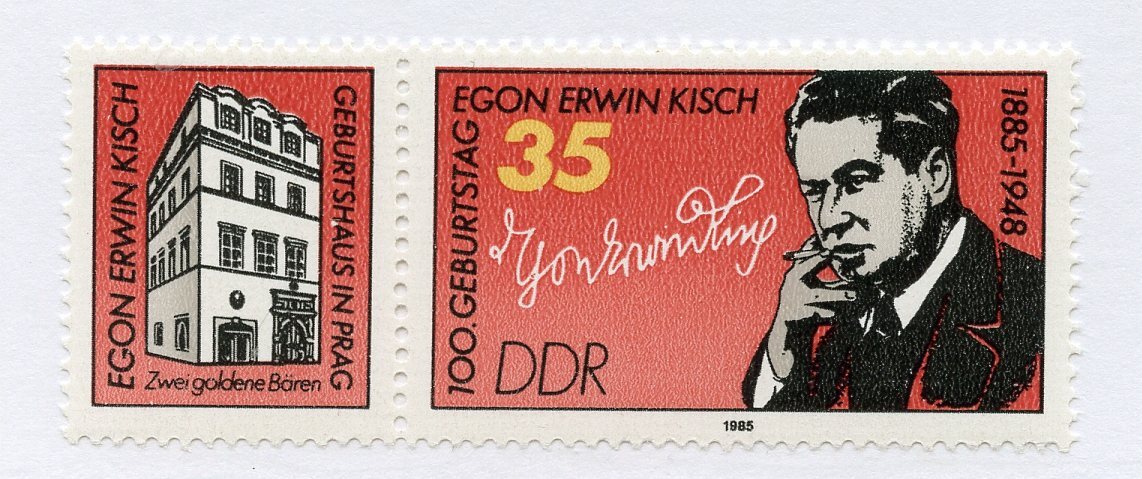 EGON ERWIN KISCH
GEBURTSHAUS IN PRAG
Zwei goldene Bären
100. GEBURTSTAG
EGON ERWIN KISCH
35
1885-1948
DDR
1985